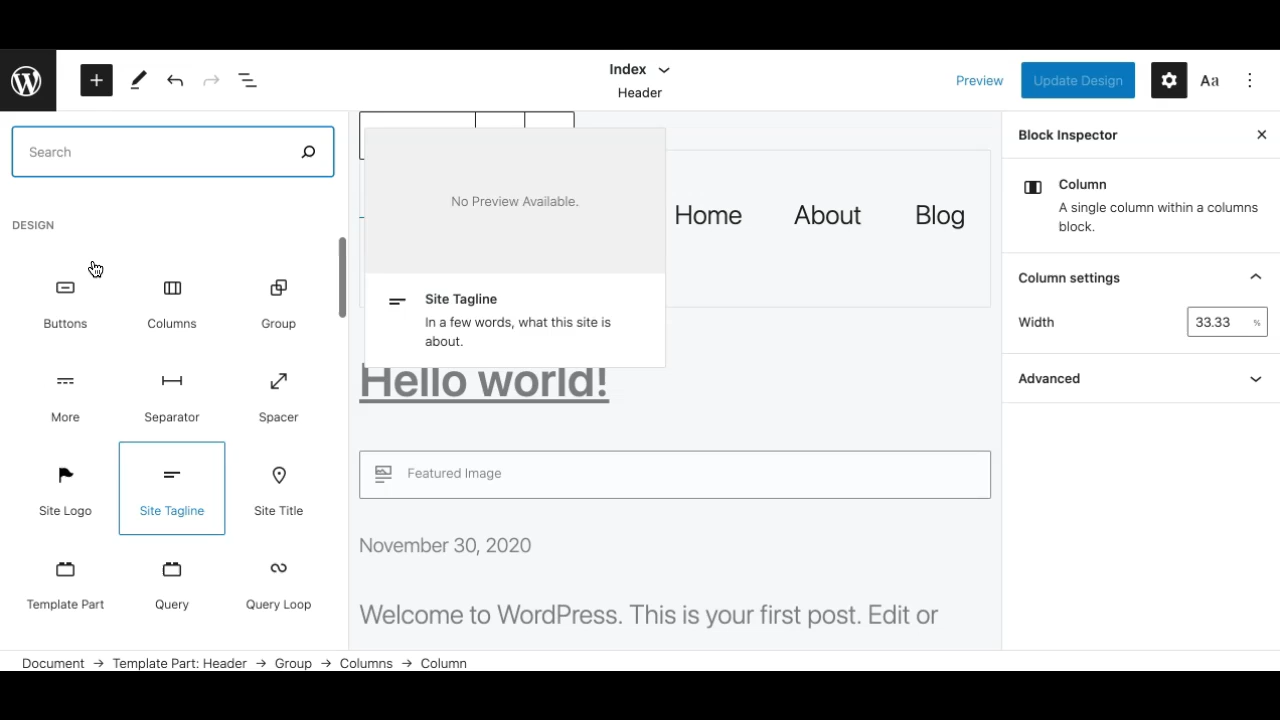 Index
Header
Preview
Update Design
Aa
Search
DESIGN
Buttons
Columns
Group
More
Separator
Spacer
Site Logo
Site Tagline
Site Title
Template Part
Query
Query Loop
No Preview Available.
Site Tagline
In a few words, what this site is
about.
Home About Blog
Hello world!
Featured Image
November 30, 2020
Welcome to WordPress. This is your first post. Edit or
Block Inspector
Column
A single column within a columns
block.
Column settings
Width 33.33 %
Advanced
Document → Template Part: Header → Group → Columns → Column